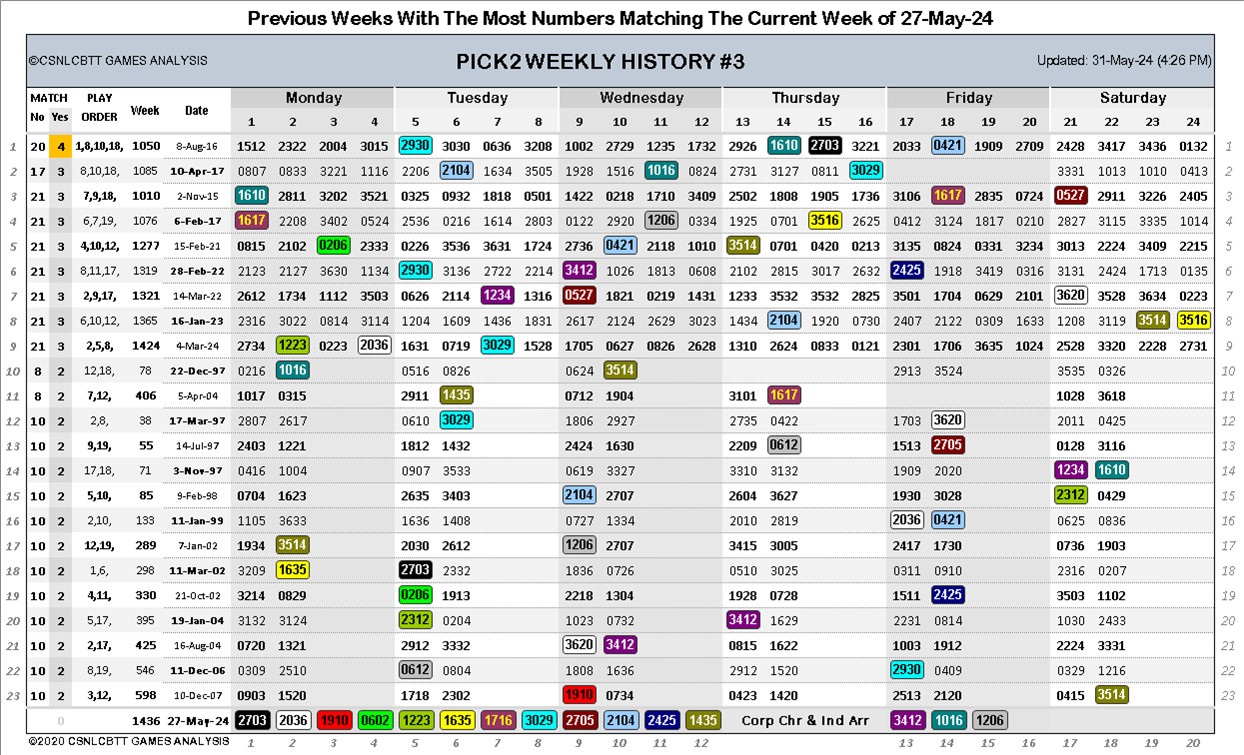 Previous Weeks With The Most Numbers Matching The Current Week of 27-May-24
©CSNLCBTT GAMES ANALYSIS PICK2 WEEKLY HISTORY #3 Updated: 31-May-24 (4:26 PM)
MATCH PLAY Week Date Monday Tuesday Wednesday Thursday Friday Saturday
No Yes ORDER 1 2 3 4 5 6 7 8 9 10 11 12 13 14 15 16 17 18 19 20 21 22 23 24
1 20 4 1,8,10,18, 1050 8-Aug-16 1512 2322 2004 3015 2930 3030 0636 3208 1002 2729 1235 1732 2926 1610 2703 3221 2033 0421 1909 2709 2428 3417 3436 0132 1
2 17 3 8,10,18, 1085 10-Apr-17 0807 0833 3221 1116 2206 2104 1634 3505 1928 1516 1016 0824 2731 3127 0811 3029 3331 1013 1010 0413 2
3 21 3 7,9,18, 1010 2-Nov-15 1610 2811 3202 3521 0325 0932 1818 0501 1422 0218 1710 3409 2502 1808 1905 1736 3106 1617 2835 0724 0527 2911 3226 2405 3
4 21 3 6,7,19, 1076 6-Feb-17 1617 2208 3402 0524 2536 0216 1614 2803 0122 2920 1206 0334 1925 0701 3516 2625 0412 3124 1817 0210 2827 3115 3335 1014 4
5 21 3 4,10,12, 1277 15-Feb-21 0815 2102 0206 2333 0226 3536 3631 1724 2736 0421 2118 1010 3514 0701 0420 0213 3135 0824 0331 3234 3013 2224 3409 2215 5
6 21 3 8,11,17, 1319 28-Feb-22 2123 2127 3630 1134 2930 3136 2722 2214 3412 1026 1813 0608 2102 2815 3017 2632 2425 1918 3419 0316 3131 2424 1713 0135 6
7 21 3 2,9,17, 1321 14-Mar-22 2612 1734 1112 3503 0626 2114 1234 1316 0527 1821 0219 1431 1233 3532 3532 2825 3501 1704 0629 2101 3620 3528 3634 0223 7
8 21 3 6,10,12, 1365 16-Jan-23 2316 3022 0814 3114 1204 1609 1436 1831 2617 2124 2629 3023 1434 2104 1920 0730 2407 2122 0309 1633 1208 3119 3514 3516 8
9 21 3 2,5,8, 1424 4-Mar-24 2734 1223 0223 2036 1631 0719 3029 1528 1705 0627 0826 2628 1310 2624 0833 0121 2301 1706 3635 1024 2528 3320 2228 2731 9
10 8 2 12,18, 78 22-Dec-97 0216 1016 0516 0826 0624 3514 2913 3524 3535 0326 10
11 8 2 7,12, 406 5-Apr-04 1017 0315 2911 1435 0712 1904 3101 1617 1028 3618 11
12 10 2 2,8, 38 17-Mar-97 2807 2617 0610 3029 1806 2927 2735 0422 1703 3620 2011 0425 12
13 10 2 9,19, 55 14-Jul-97 2403 1221 1812 1432 2424 1630 2209 0612 1513 2705 0128 3116 13
14 10 2 17,18, 71 3-Nov-97 0416 1004 0907 3533 0619 3327 3310 3132 1909 2020 1234 1610 14
15 10 2 5,10, 85 9-Feb-98 0704 1623 2635 3403 2104 2707 2604 3627 1930 3028 2312 0429 15
16 10 2 2,10, 133 11-Jan-99 1105 3633 1636 1408 0727 1334 2010 2819 2036 0421 0625 0836 16
17 10 2 12,19, 289 7-Jan-02 1934 3514 2030 2612 1206 2707 3415 3005 2417 1730 0736 1903 17
18 10 2 1,6, 298 11-Mar-02 3209 1635 2703 2332 1836 0726 0510 3025 0311 0910 2316 0207 18
19 10 2 4,11, 330 21-Oct-02 3214 0829 0206 1913 2218 1304 1928 0728 1511 2425 3503 1102 19
20 10 2 5,17, 395 19-Jan-04 3132 3124 2312 0204 1023 0732 3412 1629 2231 0814 1030 2433 20
21 10 2 2,17, 425 16-Aug-04 0720 1321 2912 3332 3620 3412 0815 1622 1003 1912 2224 3331 21
22 10 2 8,19, 546 11-Dec-06 0309 2510 0612 0804 1808 1636 2912 1520 2930 0409 0329 1216 22
23 10 2 3,12, 598 10-Dec-07 0903 1520 1718 2302 1910 0734 0423 1420 2513 2120 0415 3514 23
0 1436 27-May-24 2703 2036 1910 0602 1223 1635 1716 3029 2705 2104 2425 1435 Corp Chr & Ind Arr 3412 1016 1206
©2020 CSNLCBTT GAMES ANALYSIS 1 2 3 4 5 6 7 8 9 10 11 12 13 14 15 16 17 18 19 20